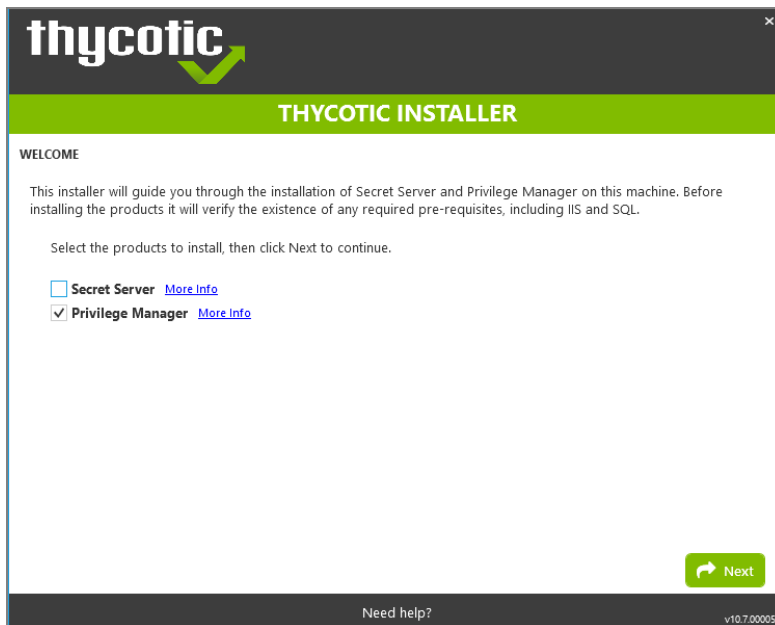 thycotic
THYCOTIC INSTALLER
WELCOME
This installer will guide you through the installation of Secret Server and Privilege Manager on this machine. Before
installing the products it will verify the existence of any required pre-requisites, including IIS and SQL.
Select the products to install, then click Next to continue.
Secret Server More Info
Privilege Manager More Info
Next
Need help?
v10.7.00005